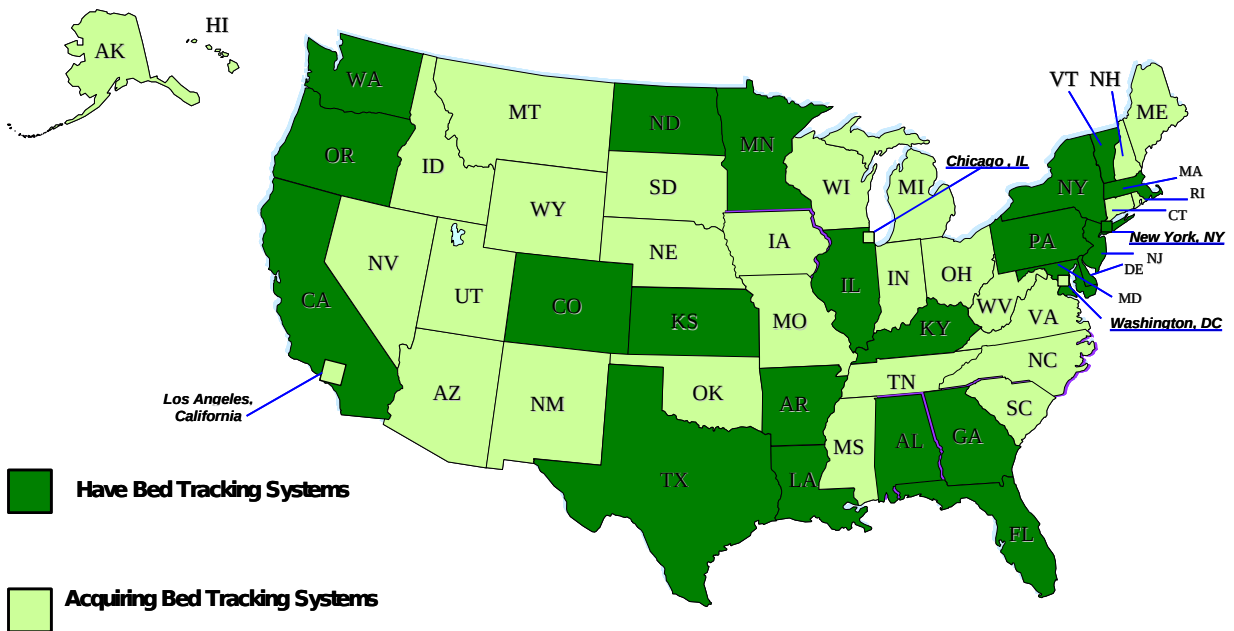 HI
AK
WA
MT
ND
MN
VT NH
ME
OR
ID
SD
WI
MI
Chicago , IL
NY
MA
RI
CT
WY
IA
NE
PA
New York, NY
NJ
DE
NV
UT
CO
KS
MO
IL
IN
OH
WV
VA
MD
Washington, DC
CA
KY
NC
TN
SC
Los Angeles,
California
AZ
NM
OK
AR
MS
AL
GA
TX
LA
FL
Have Bed Tracking Systems
Acquiring Bed Tracking Systems